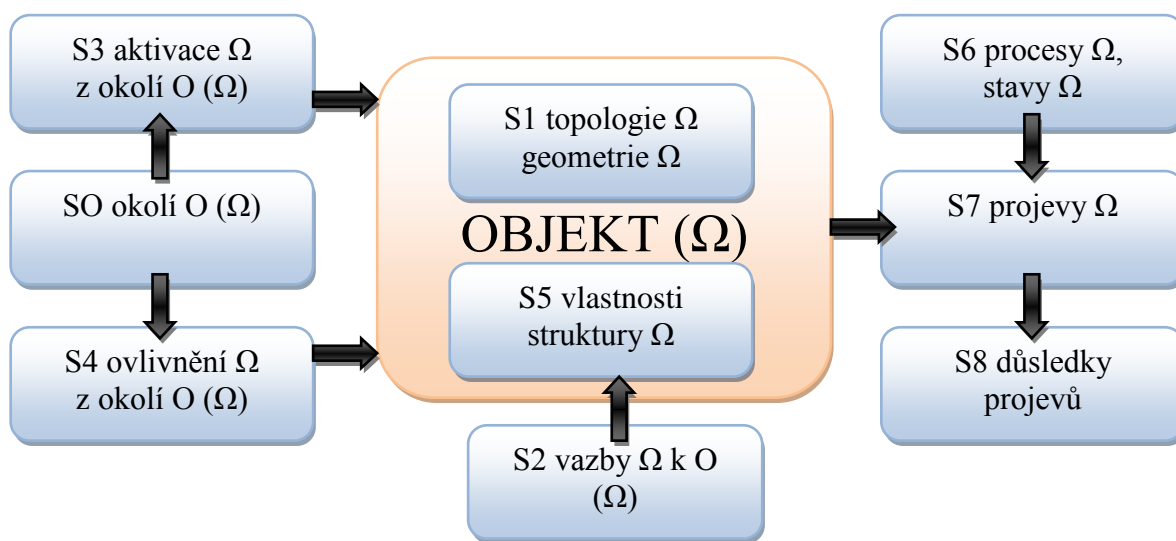 S3 aktivace Ω
z okolí O (Ω)
SO okolí O (Ω)
S4 ovlivnění Ω
z okolí O (Ω)
S1 topologie Ω
geometrie Ω
OBJEKT (Ω)
S5 vlastnosti
struktury Ω
S2 vazby Ω k O
(Ω)
S6 procesy Ω,
stavy Ω
S7 projevy Ω
S8 důsledky
projevů